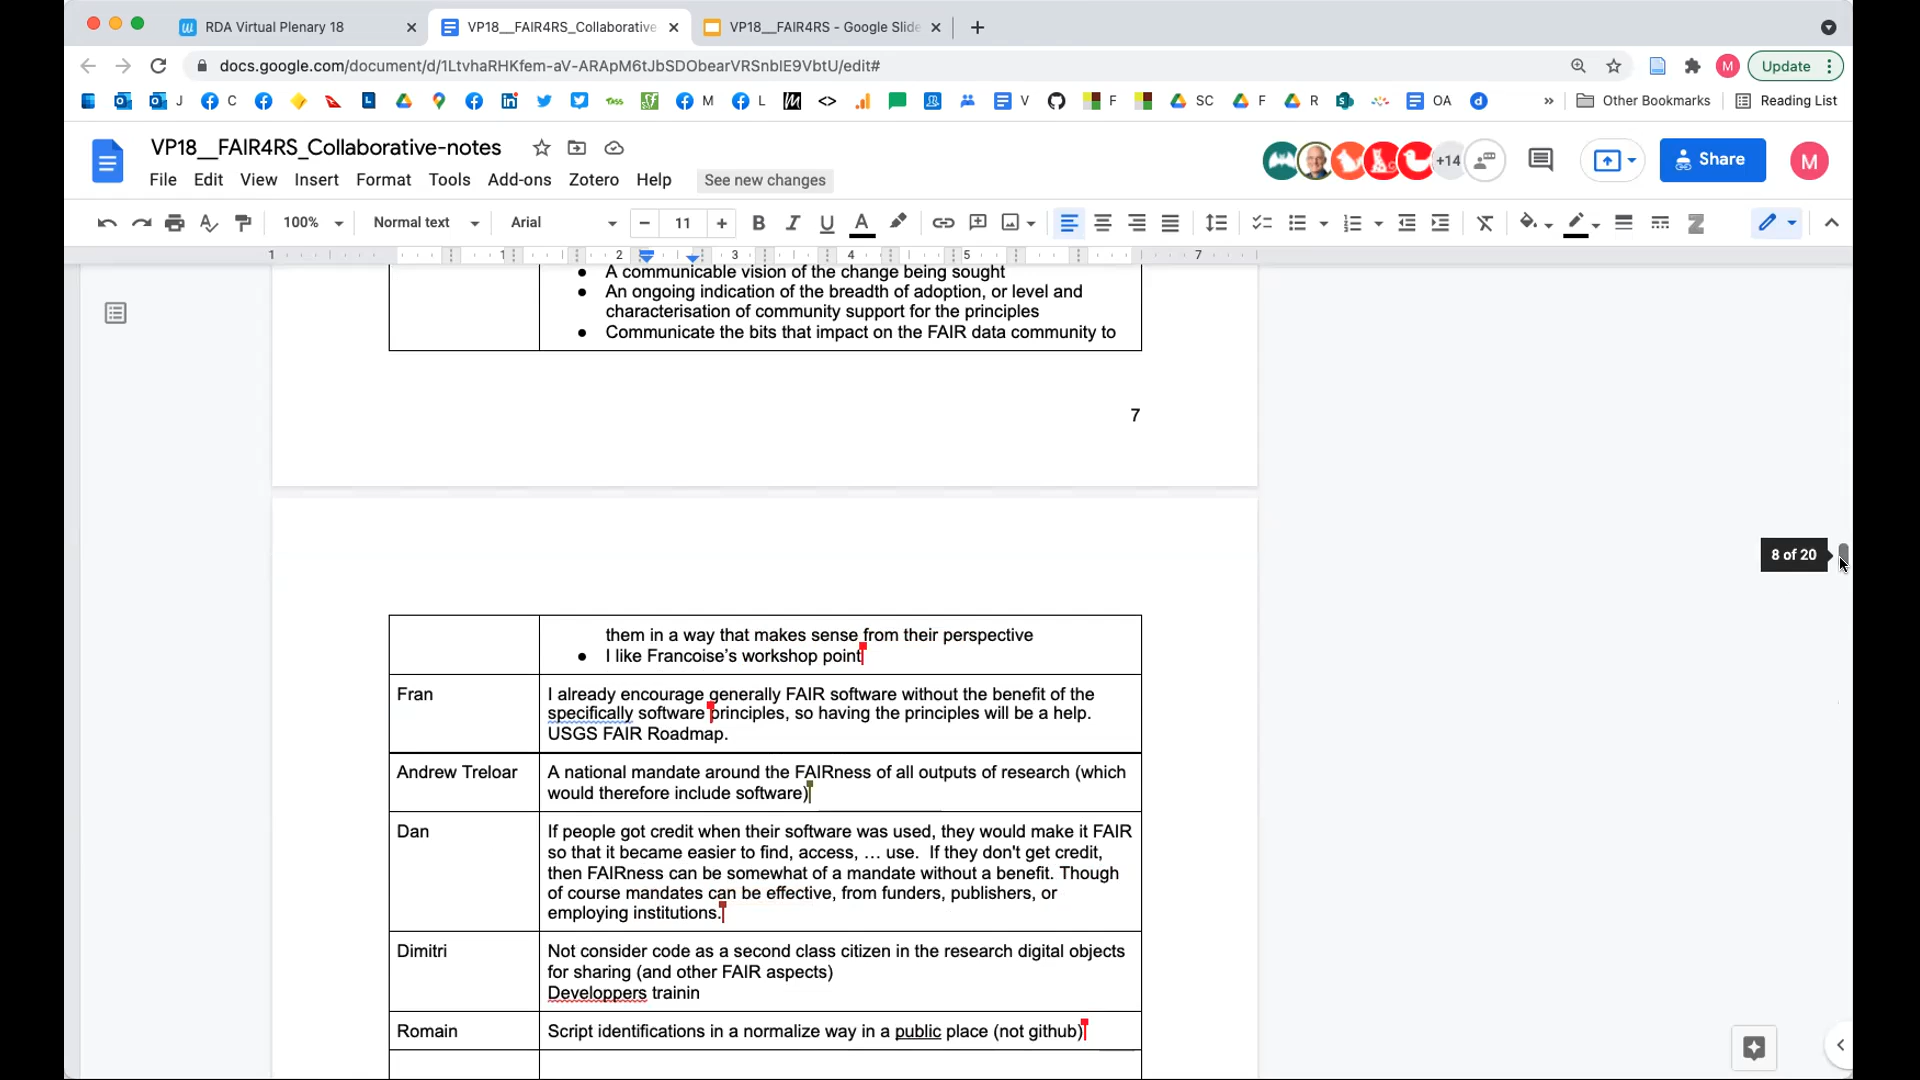 RDA Virtual Plenary 18
VP18__FAIR4RS_Collaborative
VP18__FAIR4RS - Google Slide
docs.google.com/document/d/1LtvhaRHKfem-aV-ARApM6tJbSDObearVRSnblE9VbtU/edit#
M
Update
J
C
M
L
V
F
SC
F
R
OA
Other Bookmarks
Reading List
VP18__FAIR4RS_Collaborative-notes
File Edit View Insert Format Tools Add-ons Zotero Help See new changes
+14
Share
M
100% Normal text Arial 11
1 1 2 3 4 5 7
A communicable vision of the change being sought
An ongoing indication of the breadth of adoption, or level and
characterisation of community support for the principles
Communicate the bits that impact on the FAIR data community to
7
8 of 20
them in a way that makes sense from their perspective
I like Francoise’s workshop point
Fran I already encourage generally FAIR software without the benefit of the
specifically software principles, so having the principles will be a help.
USGS FAIR Roadmap.
Andrew Treloar A national mandate around the FAIRness of all outputs of research (which
would therefore include software)
Dan If people got credit when their software was used, they would make it FAIR
so that it became easier to find, access, … use. If they don't get credit,
then FAIRness can be somewhat of a mandate without a benefit. Though
of course mandates can be effective, from funders, publishers, or
employing institutions.
Dimitri Not consider code as a second class citizen in the research digital objects
for sharing (and other FAIR aspects)
Developpers trainin
Romain Script identifications in a normalize way in a public place (not github)